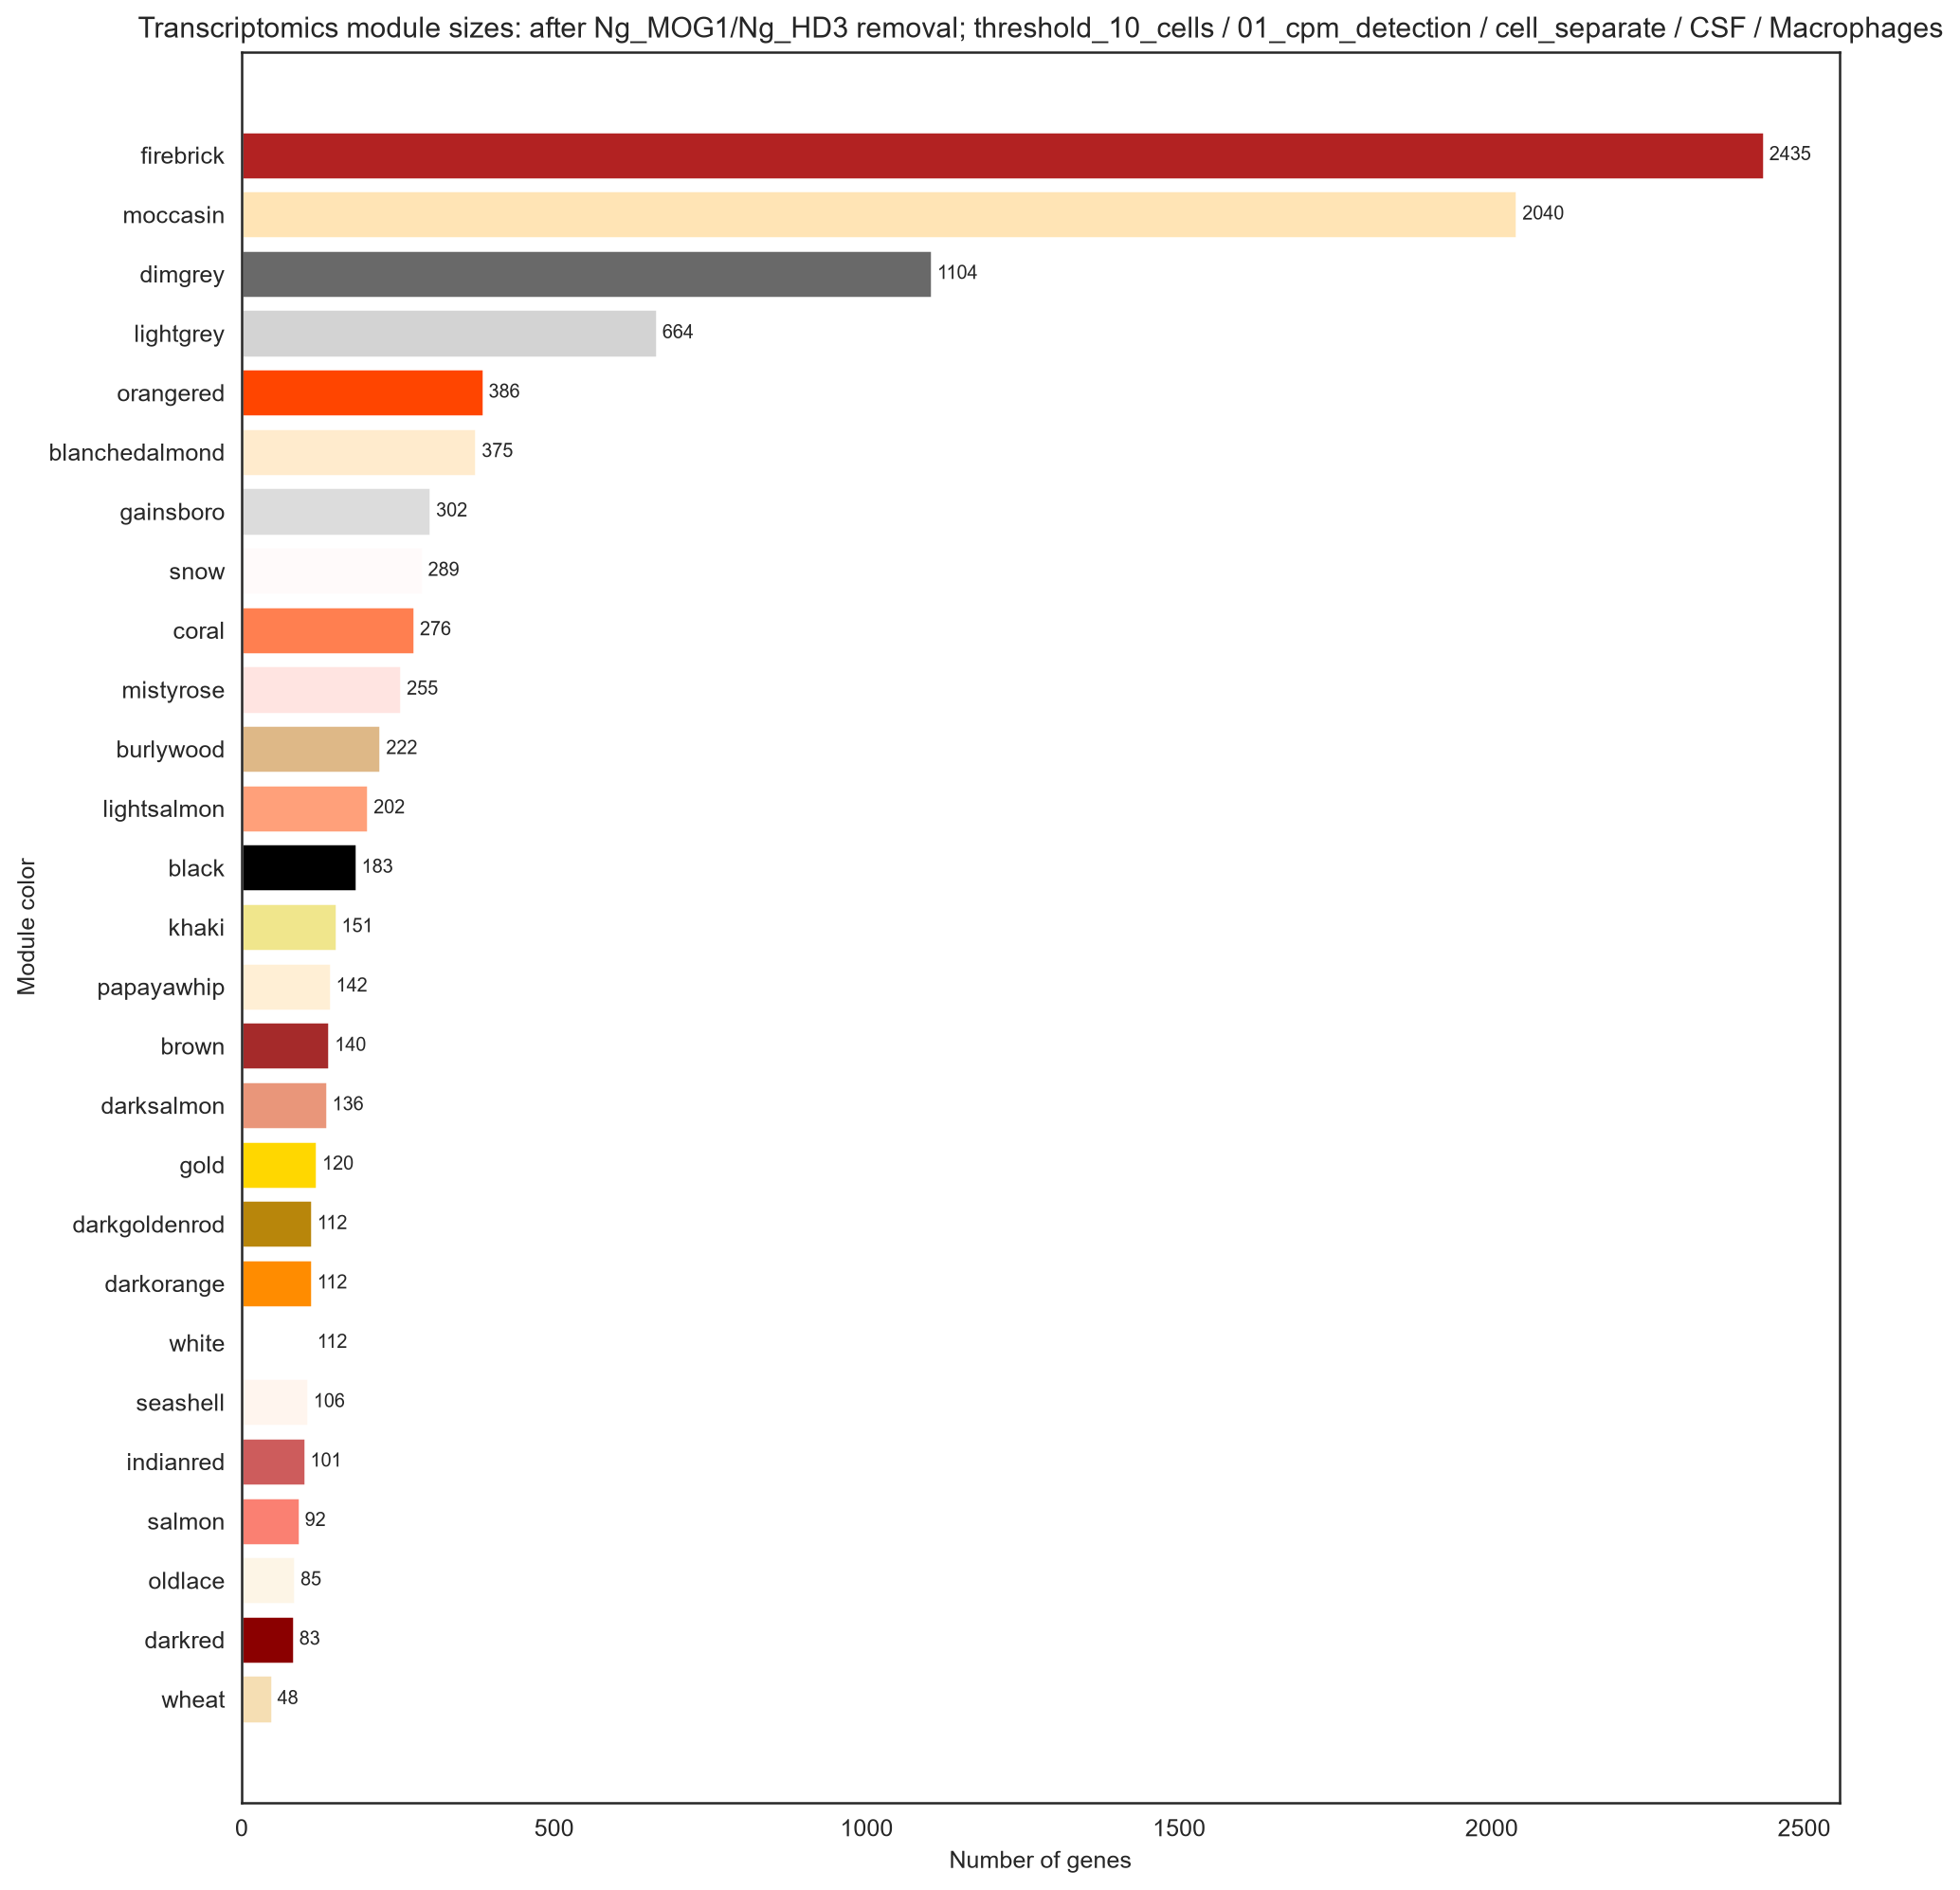 Transcriptomics module sizes: after Ng_MOG1/Ng_HD3 removal; threshold_10_cells / 01_cpm_detection / cell_separate / CSF / Macrophages
firebrick 2435
moccasin 2040
dimgrey 1104
lightgrey 664
orangered 386
blanchedalmond 375
gainsboro 302
snow 289
coral 276
mistyrose 255
burlywood 222
lightsalmon 202
black 183
khaki 151
papayawhip 142
brown 140
darksalmon 136
gold 120
darkgoldenrod 112
darkorange 112
white 112
seashell 106
indianred 101
salmon 92
oldlace 85
darkred 83
wheat 48
Module color
0 500 1000 1500 2000 2500
Number of genes